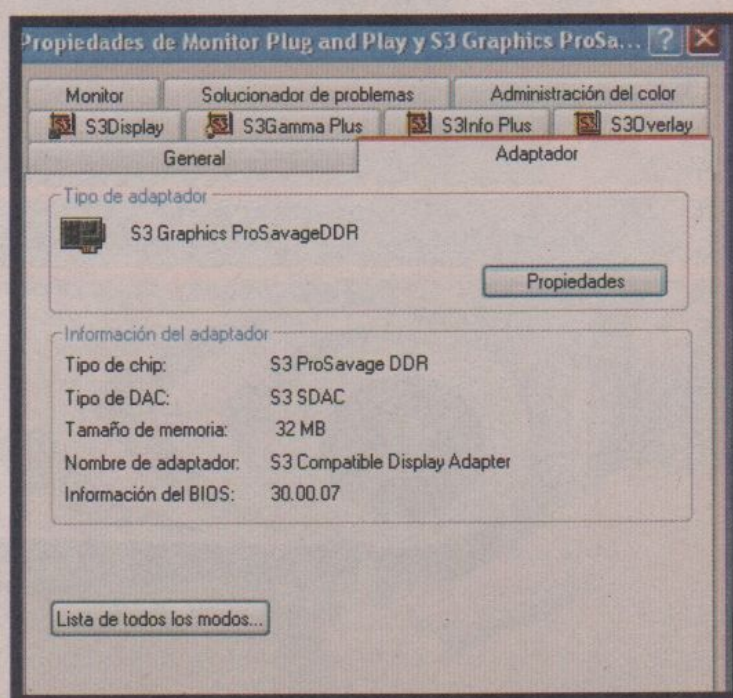 Propiedades de Monitor Plug and Play y S3 Graphics ProSa... ?
Monitor Solucionador de problemas Administración del color
S3Display S3Gamma Plus S3Info Plus S3Overlay
General Adaptador
Tipo de adaptador
S3 Graphics ProSavageDDR
Propiedades
Información del adaptador
Tipo de chip: S3 ProSavage DDR
Tipo de DAC: S3 SDAC
Tamaño de memoria: 32 MB
Nombre de adaptador: S3 Compatible Display Adapter
Información del BIOS: 30.00.07
Lista de todos los modos...